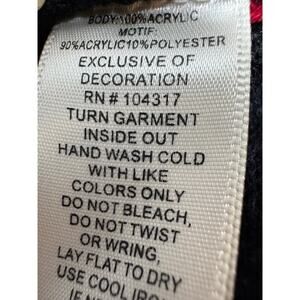 BODY:100%ACRYLIC
MOTIF:
90%ACRYLIC10%POLYESTER
EXCLUSIVE OF
DECORATION
RN # 104317
TURN GARMENT
INSIDE OUT
HAND WASH COLD
WITH LIKE
COLORS ONLY
DO NOT BLEACH,
DO NOT TWIST
OR WRING,
LAY FLAT TO DRY
USE COOL IRON